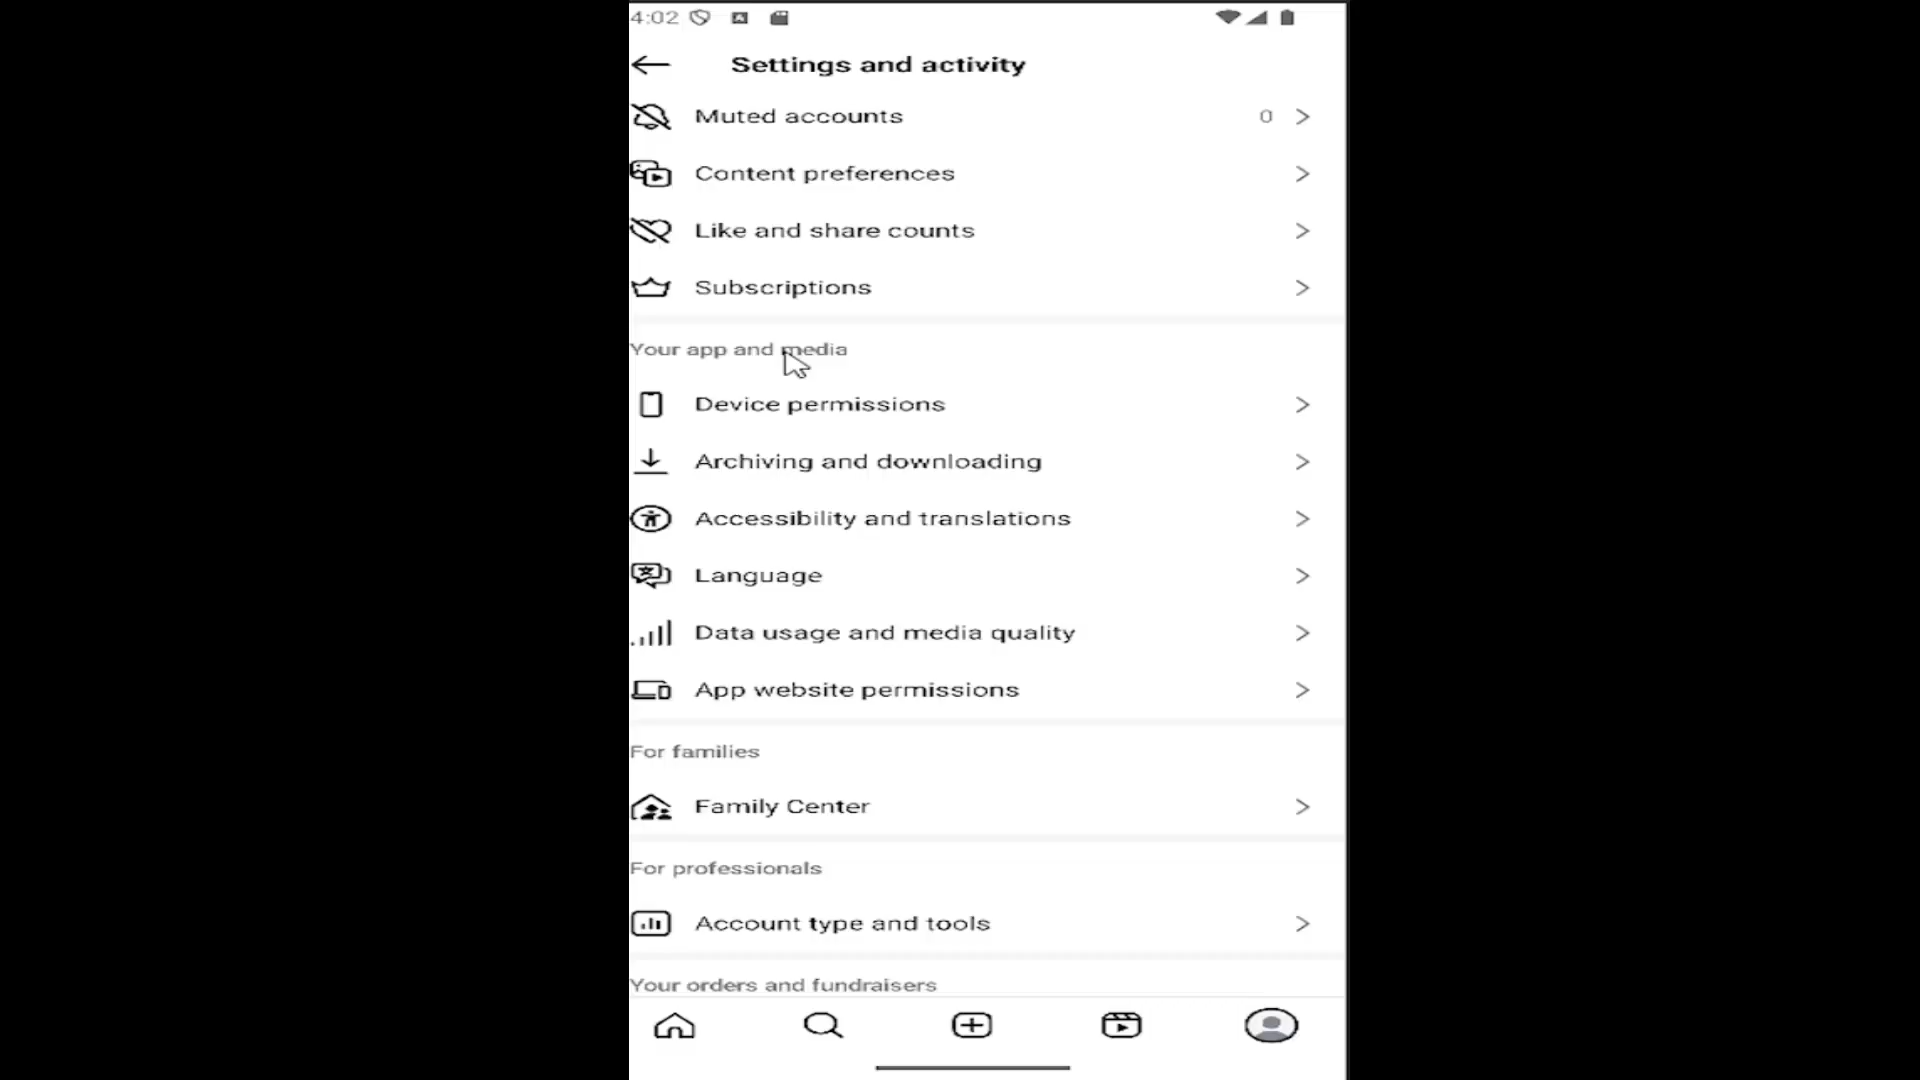 4:02
Settings and activity
Muted accounts 0
Content preferences
Like and share counts
Subscriptions
Your app and media
Device permissions
Archiving and downloading
Accessibility and translations
Language
Data usage and media quality
App website permissions
For families
Family Center
For professionals
Account type and tools
Your orders and fundraisers